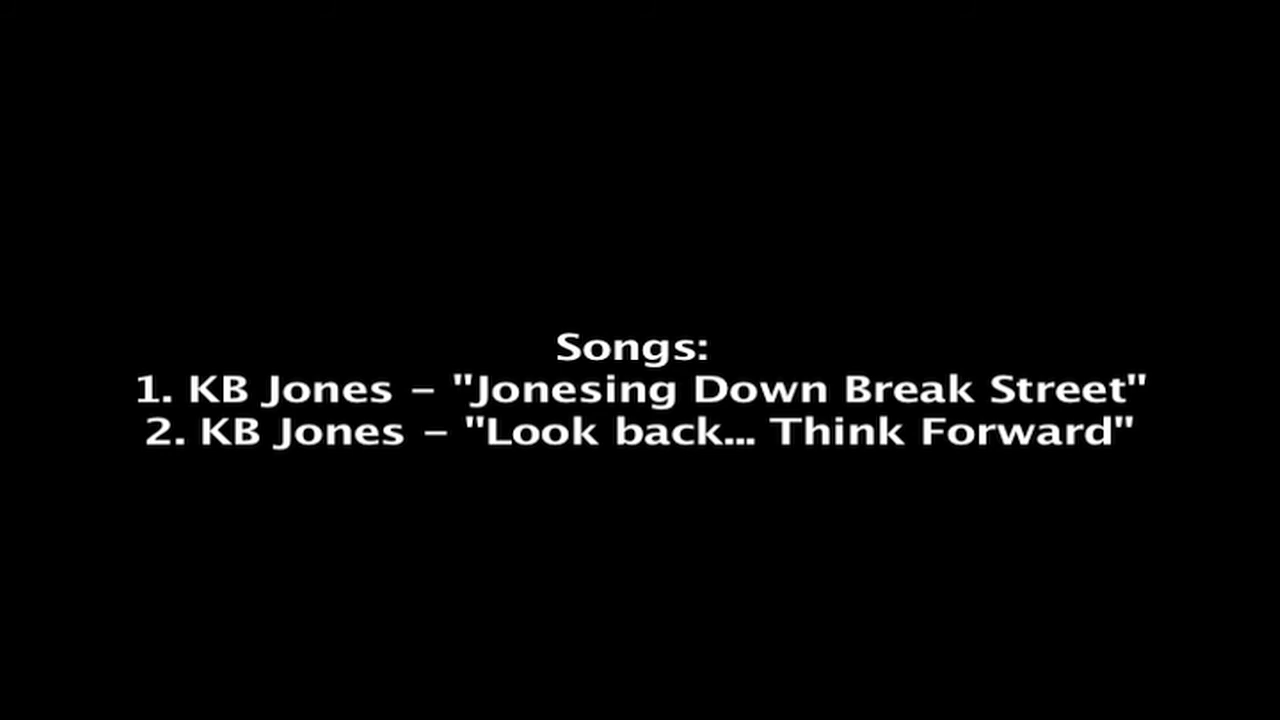 Songs:
1. KB Jones – "Jonesing Down Break Street"
2. KB Jones – "Look back... Think Forward"